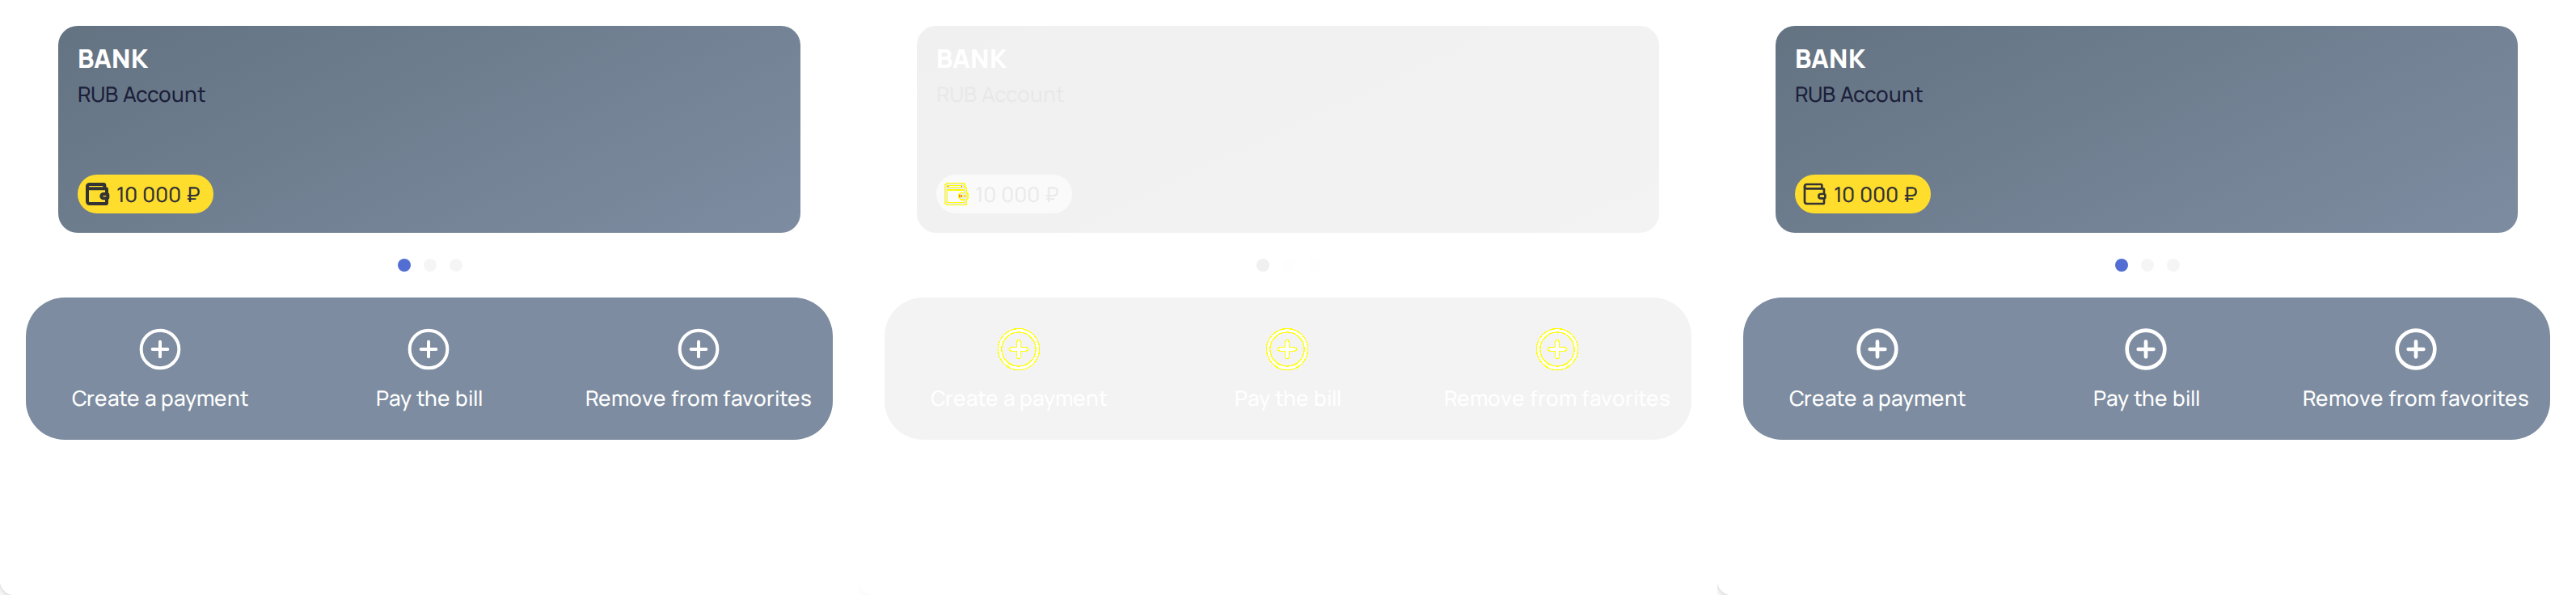 BANK
RUB Account
10 000 ₽
Create a payment
Pay the bill
Remove from favorites
BANK
RUB Account
10 000 ₽
Create a payment
Pay the bill
Remove from favorites
BANK
RUB Account
10 000 ₽
Create a payment
Pay the bill
Remove from favorites